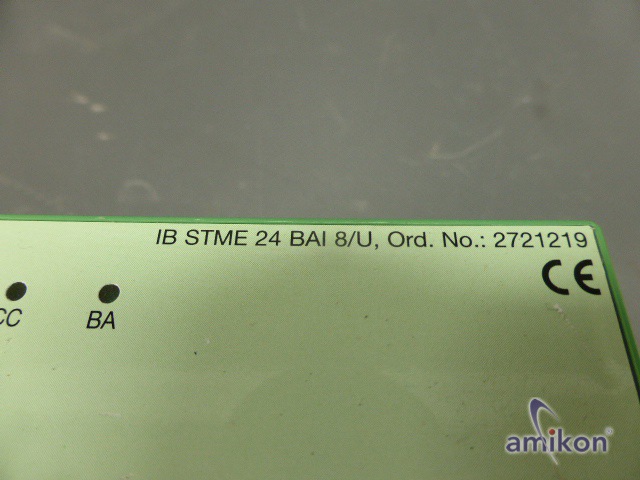 IB STME 24 BAI 8/U, Ord. No.: 2721219
CE
CC BA
amikon®